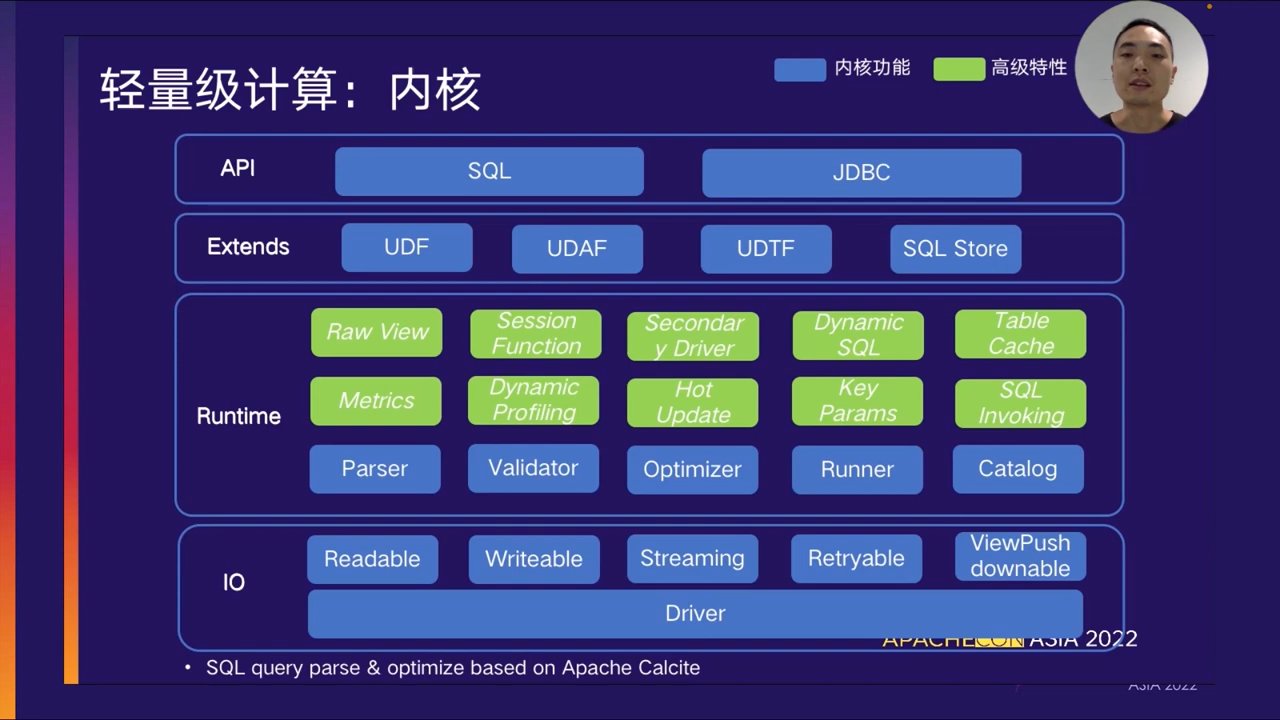 轻量级计算：内核
内核功能
高级特性
API
SQL
JDBC
Extends
UDF
UDAF
UDTF
SQL Store
Runtime
Raw View
Session
Function
Secondar
y Driver
Dynamic
SQL
Table
Cache
Metrics
Dynamic
Profiling
Hot
Update
Key
Params
SQL
Invoking
Parser
Validator
Optimizer
Runner
Catalog
IO
Readable
Writeable
Streaming
Retryable
ViewPush
downable
Driver
APACHECON ASIA 2022
• SQL query parse & optimize based on Apache Calcite
ASIA 2022